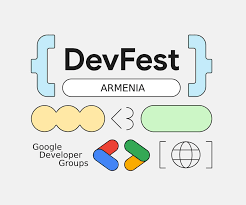 { DevFest }
ARMENIA
<3
Google
Developer
Groups